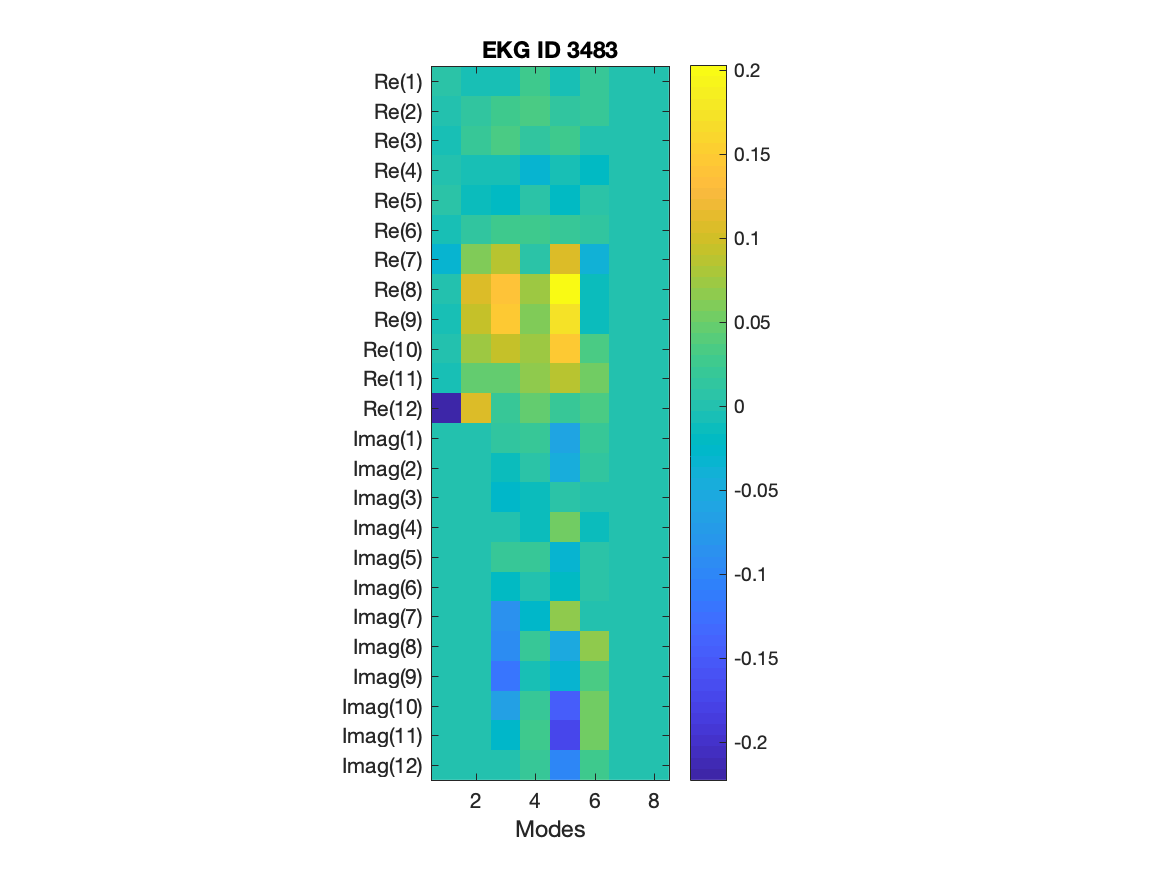 EKG ID 3483
Re(1)
Re(2)
Re(3)
Re(4)
Re(5)
Re(6)
Re(7)
Re(8)
Re(9)
Re(10)
Re(11)
Re(12)
Imag(1)
Imag(2)
Imag(3)
Imag(4)
Imag(5)
Imag(6)
Imag(7)
Imag(8)
Imag(9)
Imag(10)
Imag(11)
Imag(12)
2 4 6 8
Modes
0.2
0.15
0.1
0.05
0
-0.05
-0.1
-0.15
-0.2